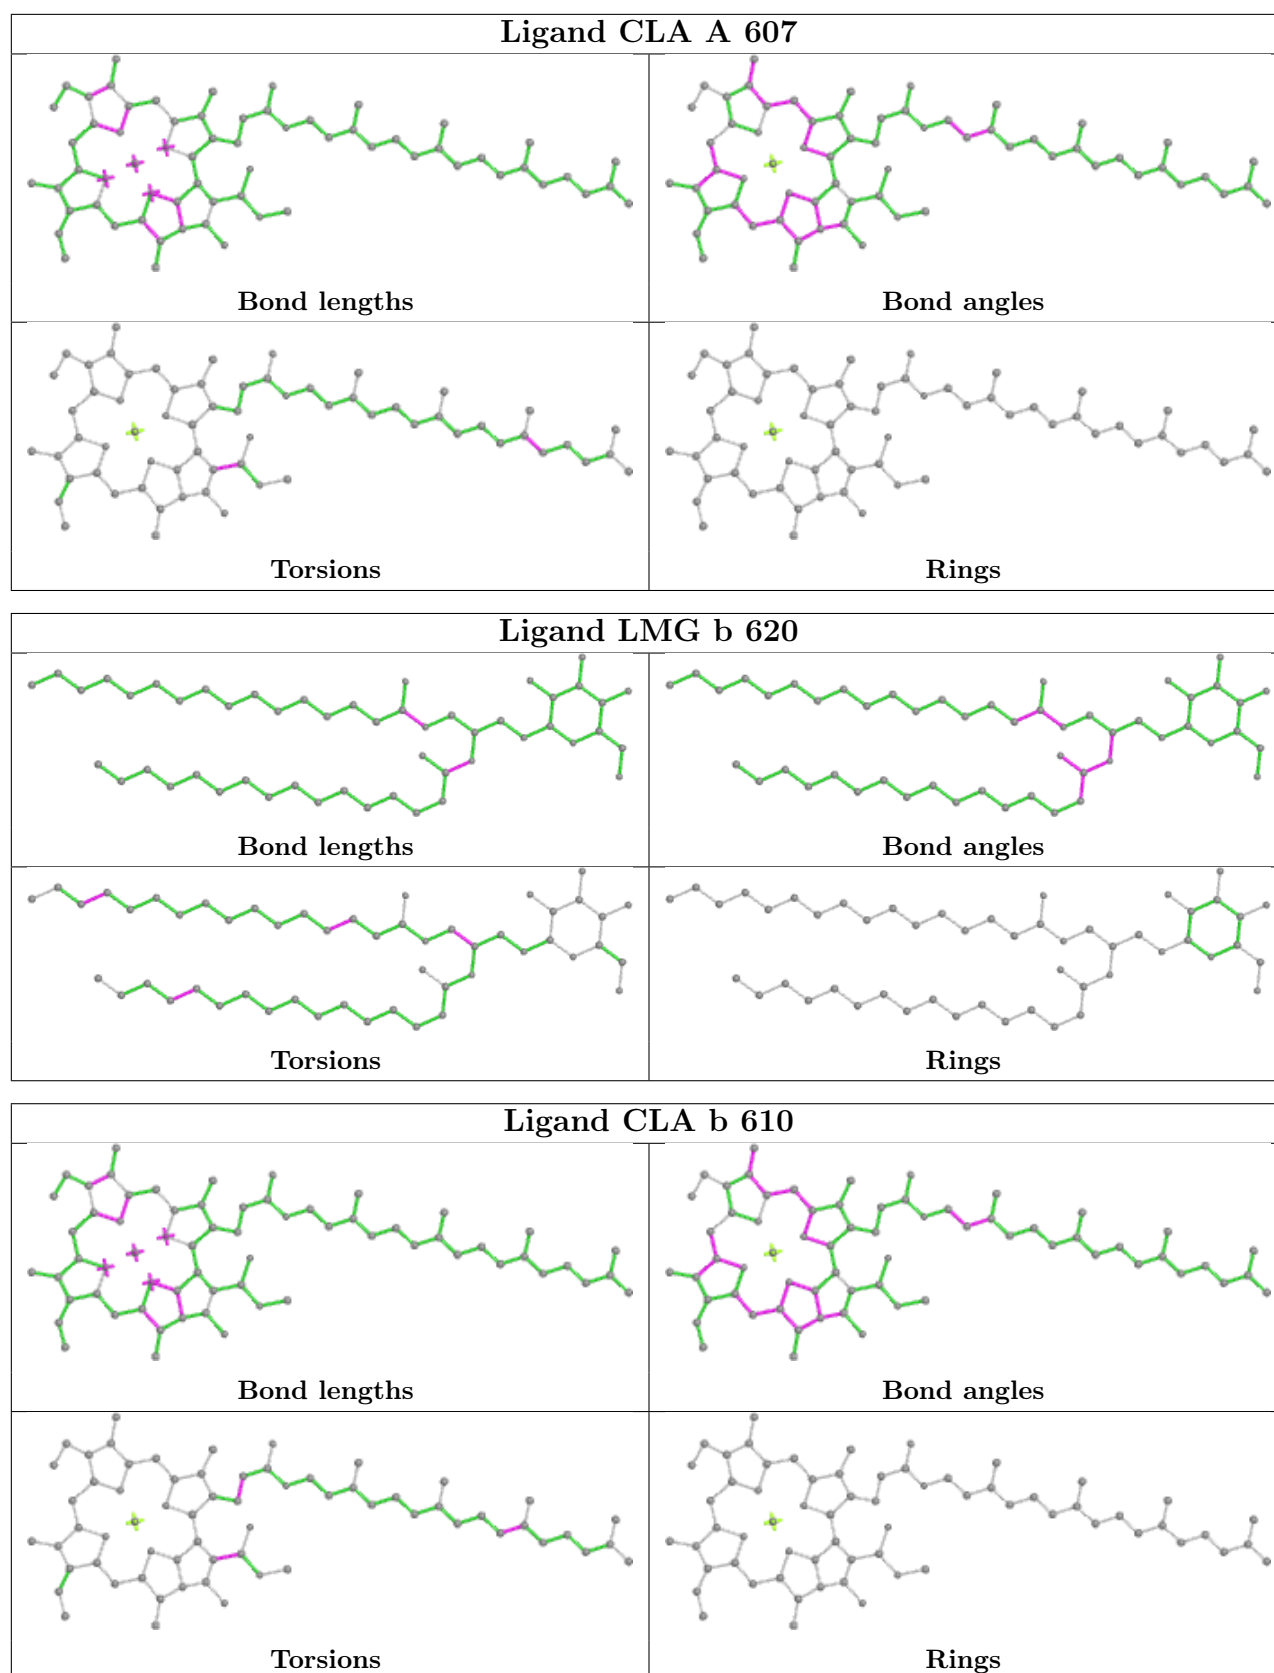 Ligand CLA A 607
Bond lengths
Bond angles
Torsions
Rings
Ligand LMG b 620
Bond lengths
Bond angles
Torsions
Rings
Ligand CLA b 610
Bond lengths
Bond angles
Torsions
Rings